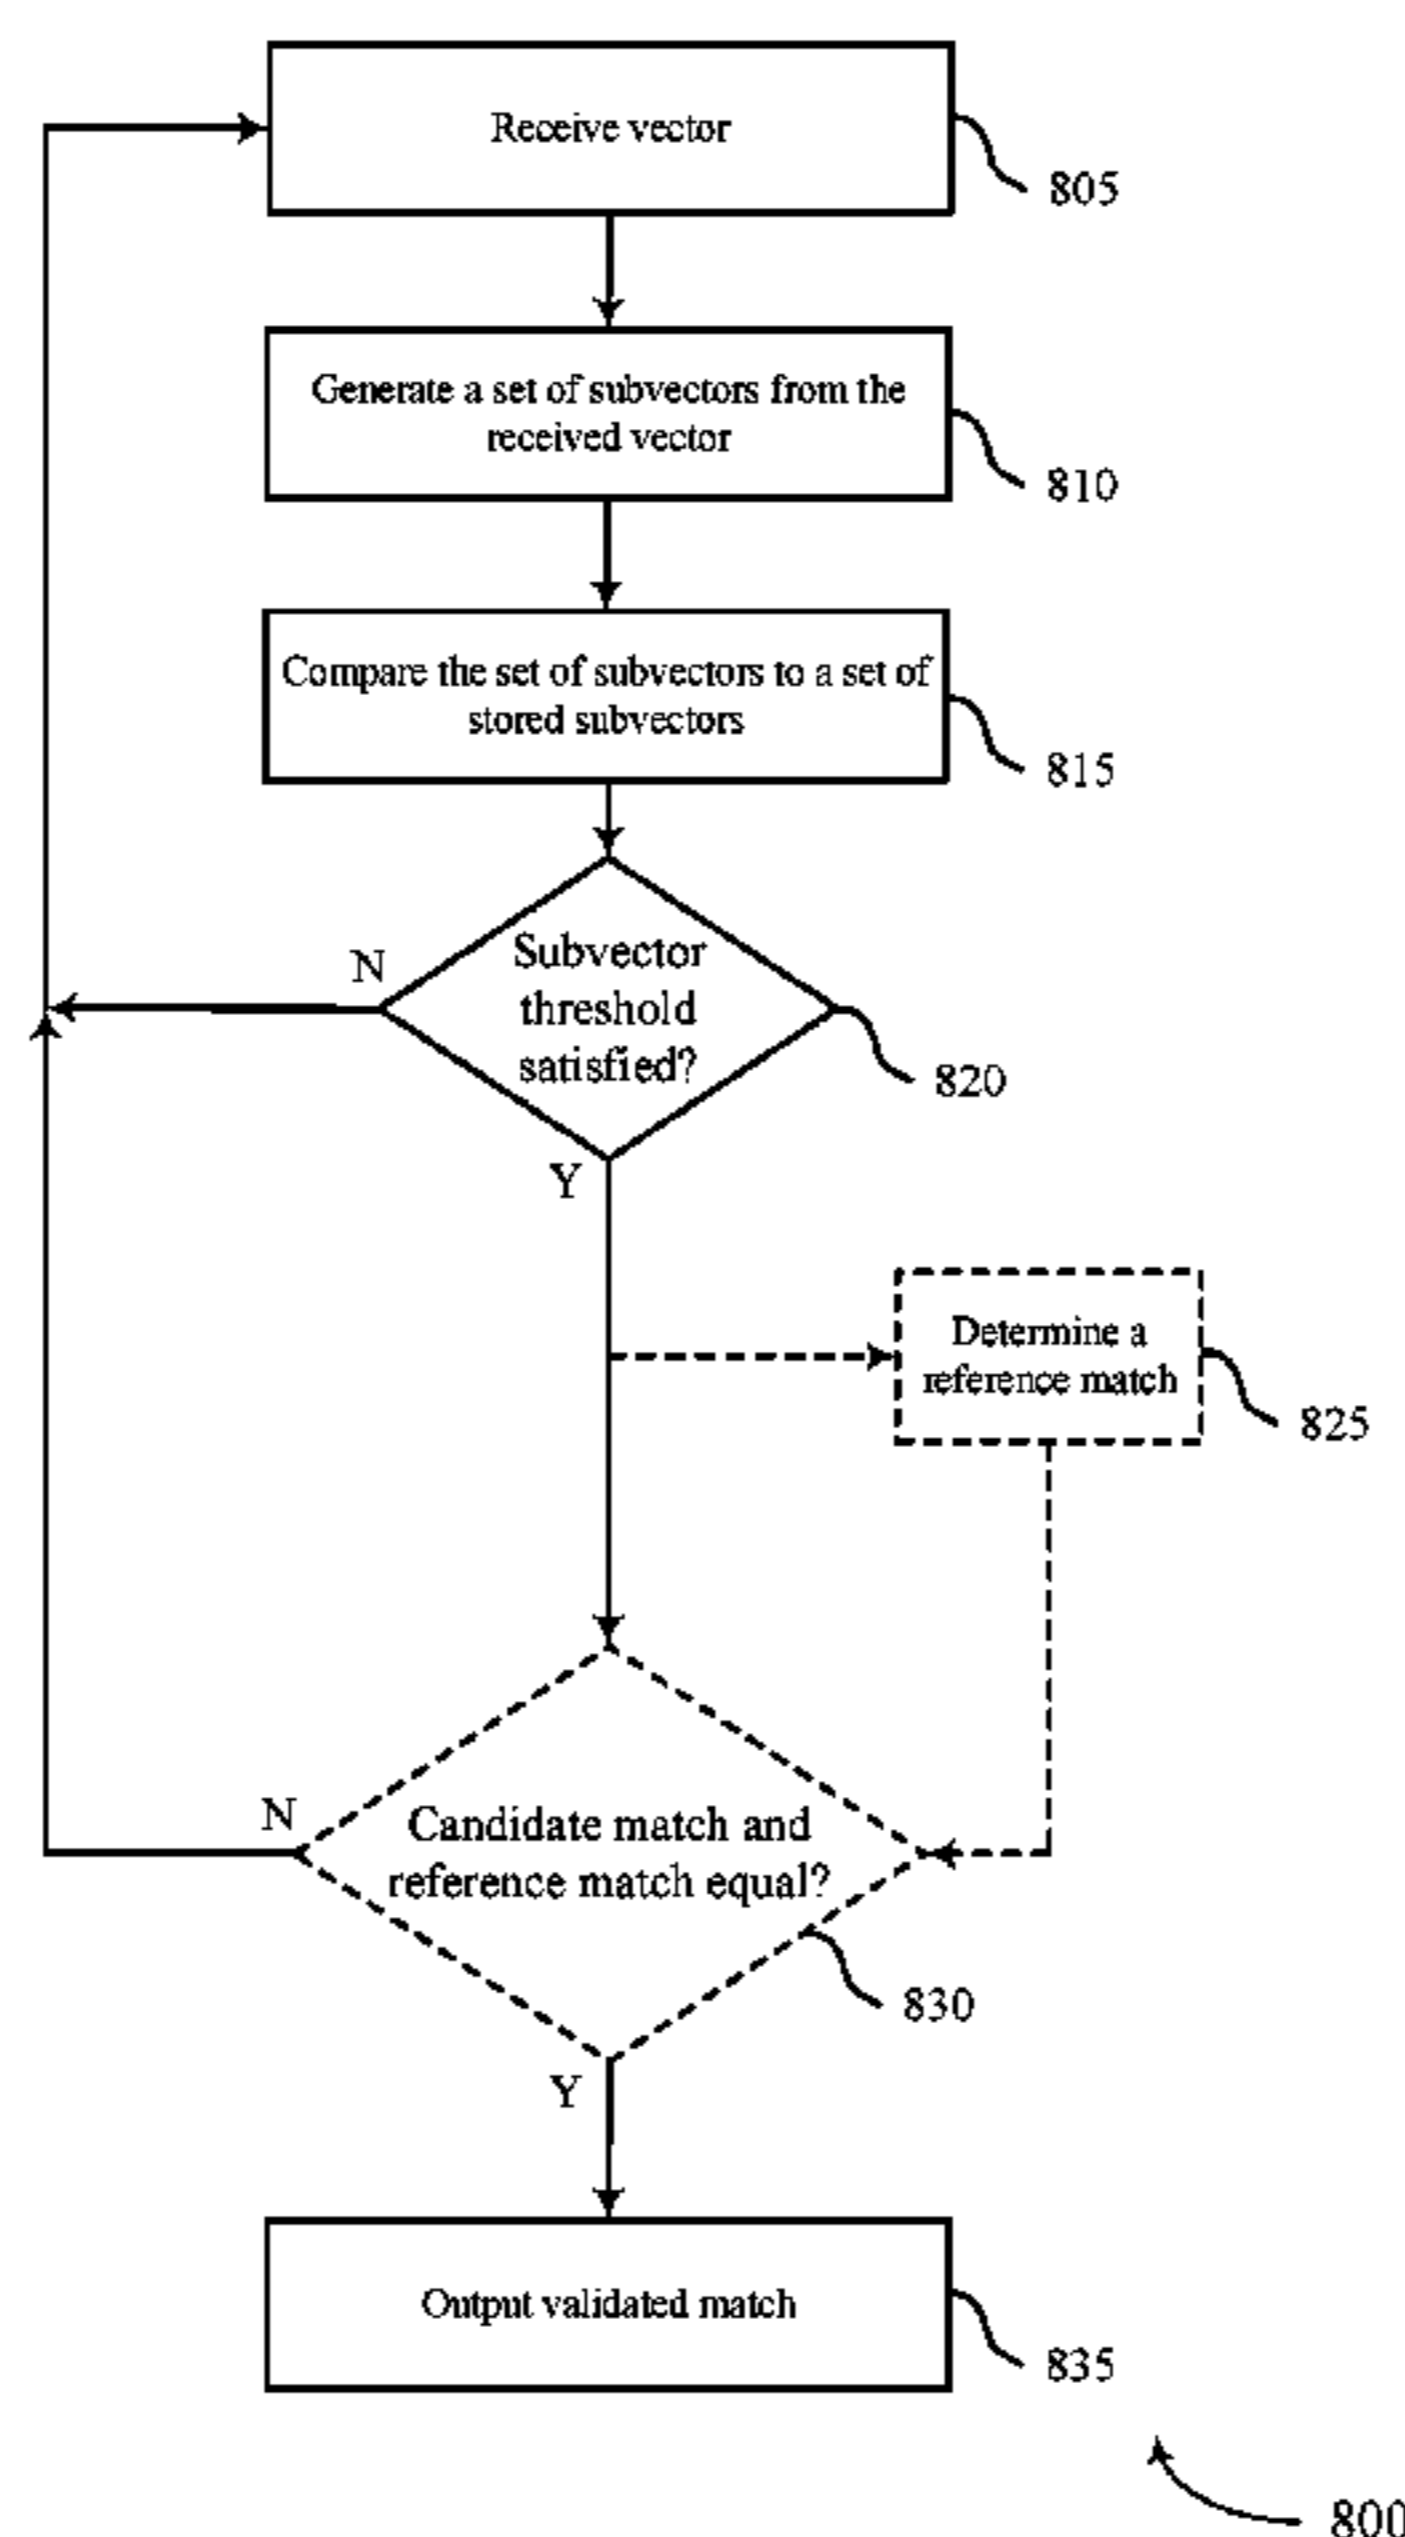 Receive vector
805
Generate a set of subvectors from the
received vector
810
Compare the set of subvectors to a set of
stored subvectors
815
N
Subvector
threshold
satisfied?
820
Y
Determine a
reference match
825
N
Candidate match and
reference match equal?
830
Y
Output validated match
835
800